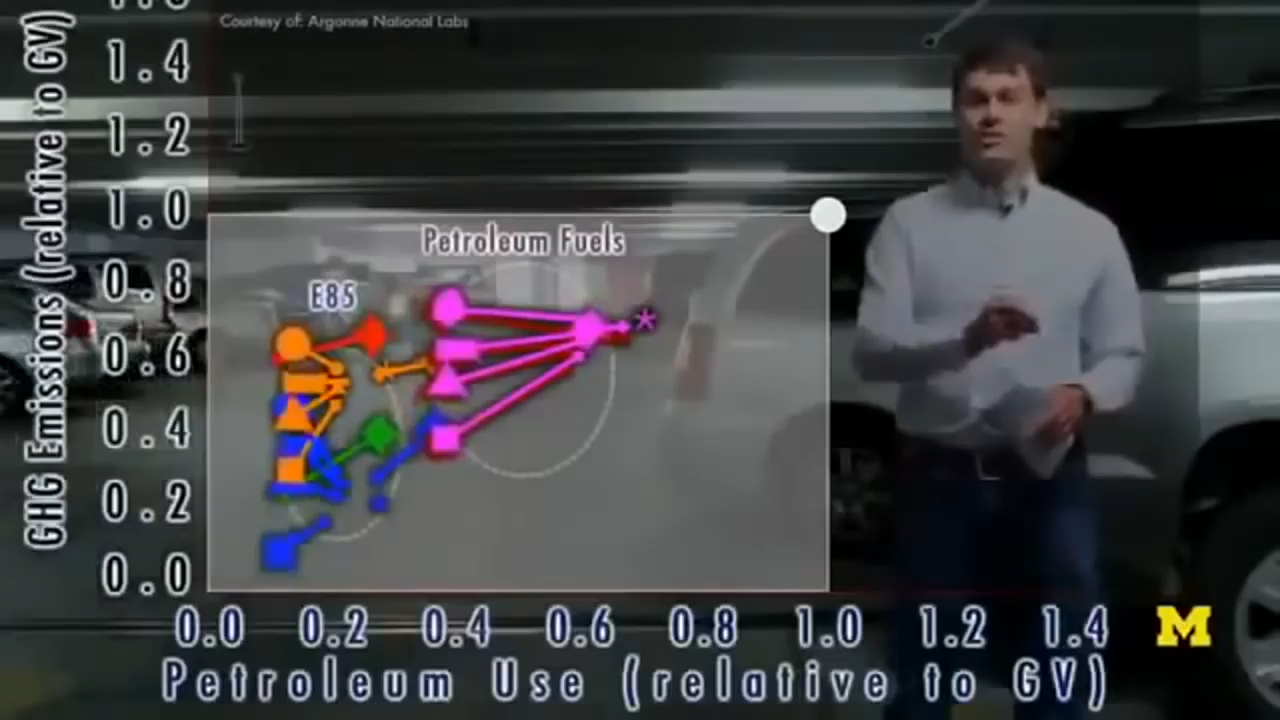 Courtesy of: Argonne National Labs
GHG Emissions (relative to GV)
1.4
1.2
1.0
0.8
0.6
0.4
0.2
0.0
Petroleum Fuels
E85
*
0.0 0.2 0.4 0.6 0.8 1.0 1.2 1.4
Petroleum Use (relative to GV)
M